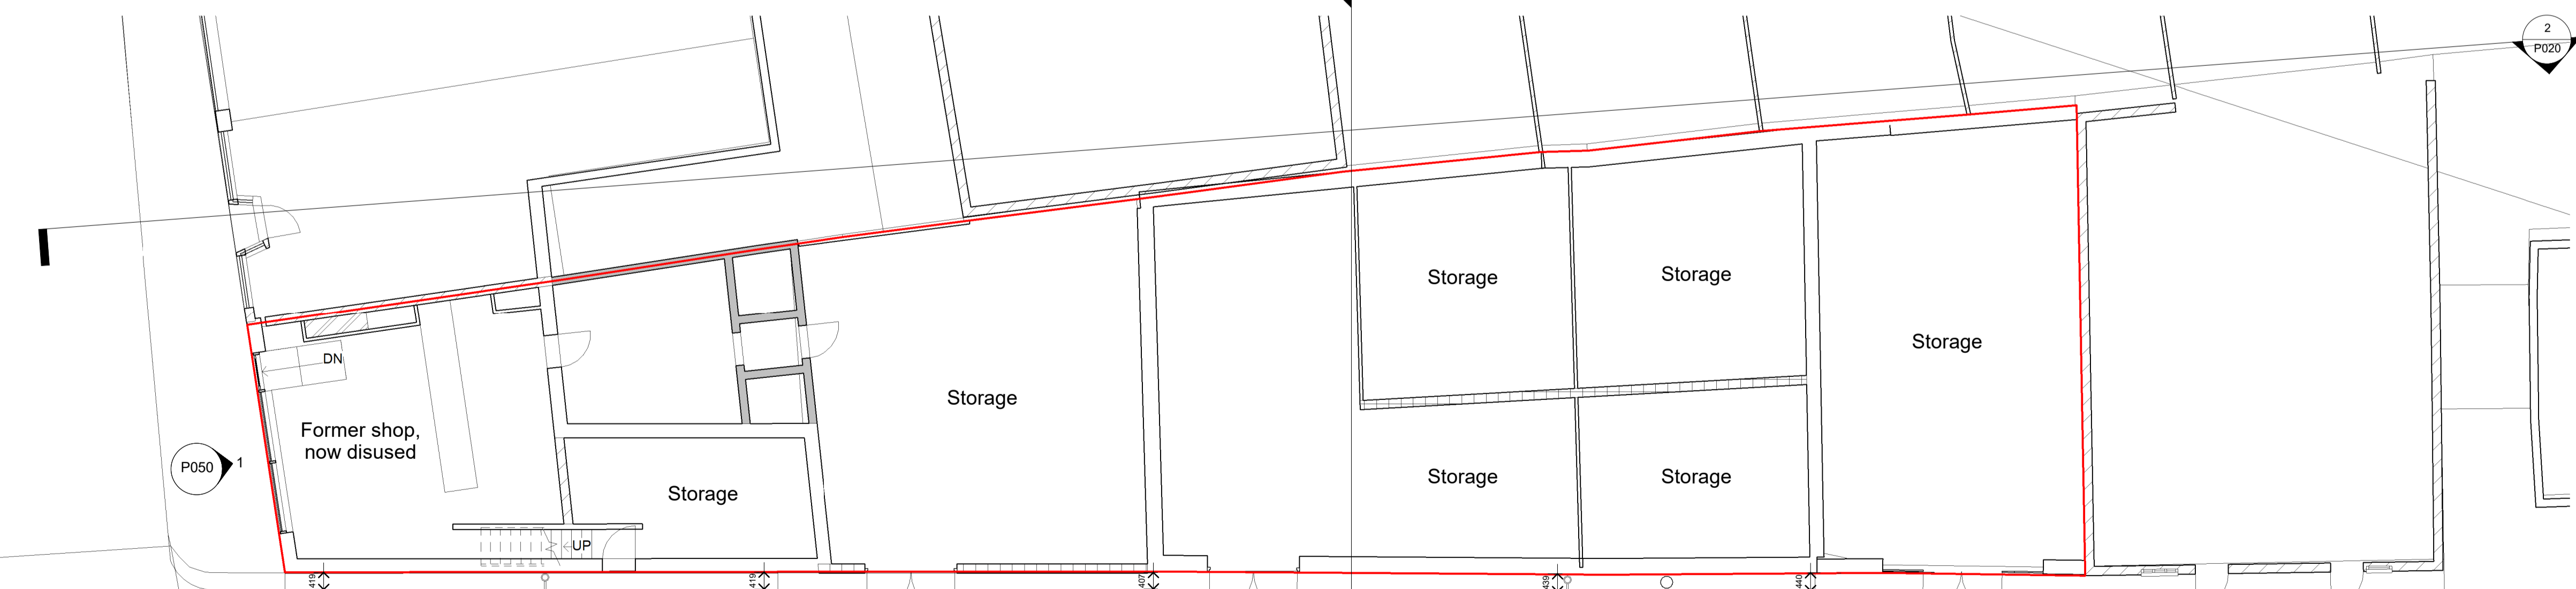 2
P020
DN
Storage
Storage
Storage
Storage
Former shop,
now disused
P050
1
Storage
Storage
Storage
UP
419
419
407
439
440